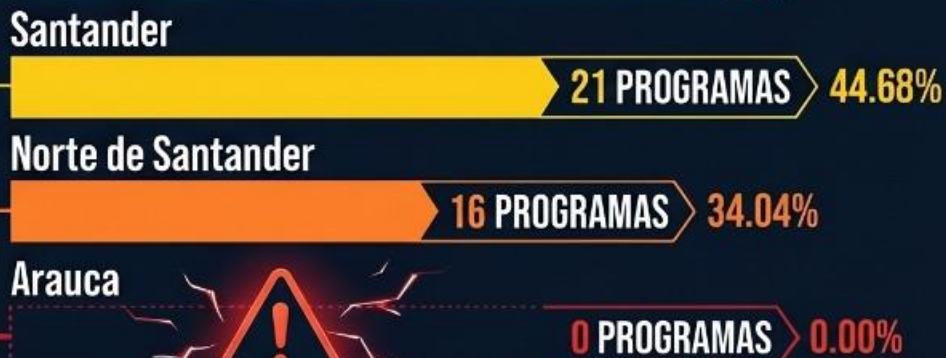 Santander
21 PROGRAMAS 44.68%
Norte de Santander
16 PROGRAMAS 34.04%
Arauca
0 PROGRAMAS 0.00%